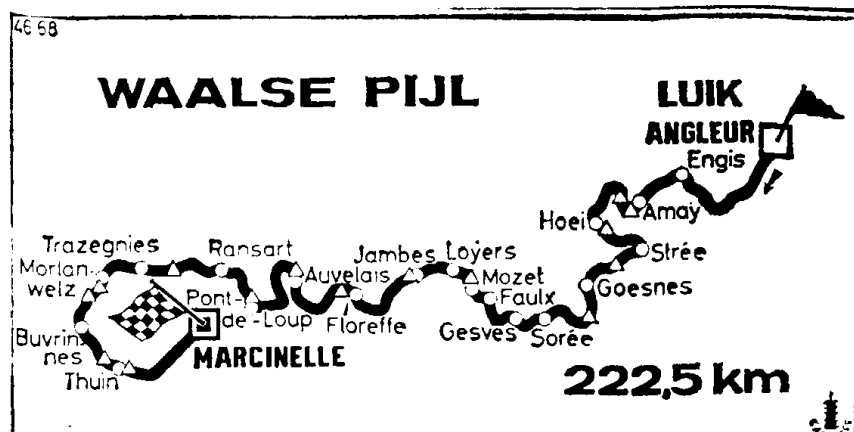 46 58
WAALSE PIJL
LUIK
ANGLEUR
Engis
Amay
Hoei
Strée
Goesnes
Sorée
Gesves
Faulx
Mozet
Loyers
Jambes
Floreffe
Auvelais
Pont-
de-Loup
Ransart
Trazegnies
Morlan
welz
Buvrin
nes
Thuin
MARCINELLE
222,5 km